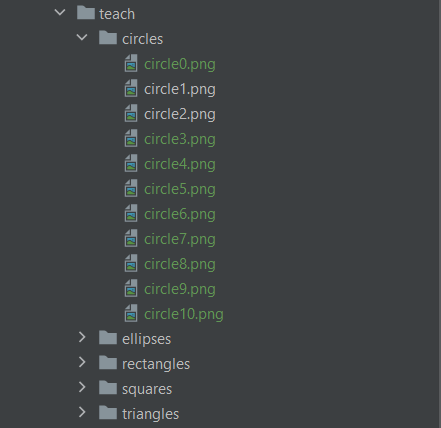 teach
circles
circle0.png
circle1.png
circle2.png
circle3.png
circle4.png
circle5.png
circle6.png
circle7.png
circle8.png
circle9.png
circle10.png
ellipses
rectangles
squares
triangles